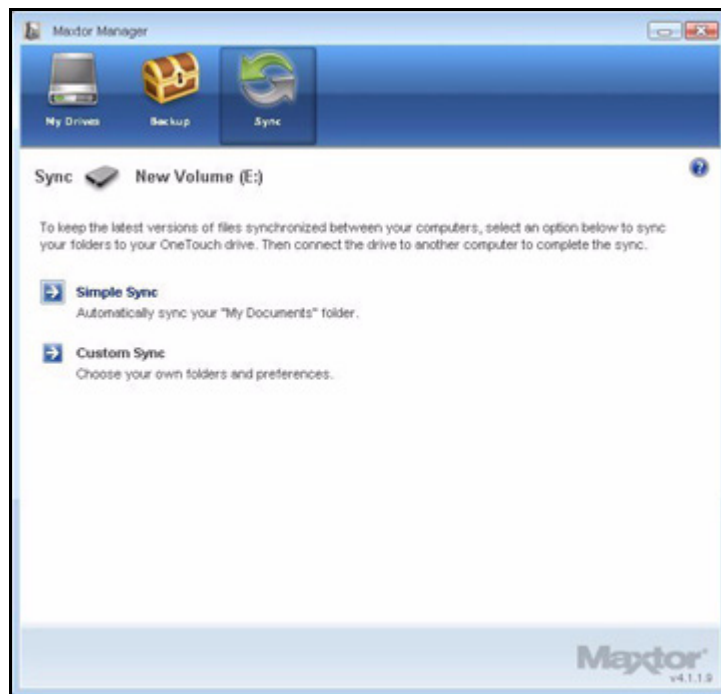 Maxtor Manager
My Drives Backup Sync
Sync New Volume (E:)
To keep the latest versions of files synchronized between your computers, select an option below to sync
your folders to your OneTouch drive. Then connect the drive to another computer to complete the sync.
Simple Sync
Automatically sync your "My Documents" folder.
Custom Sync
Choose your own folders and preferences.
Maxtor
v4.1.1.9